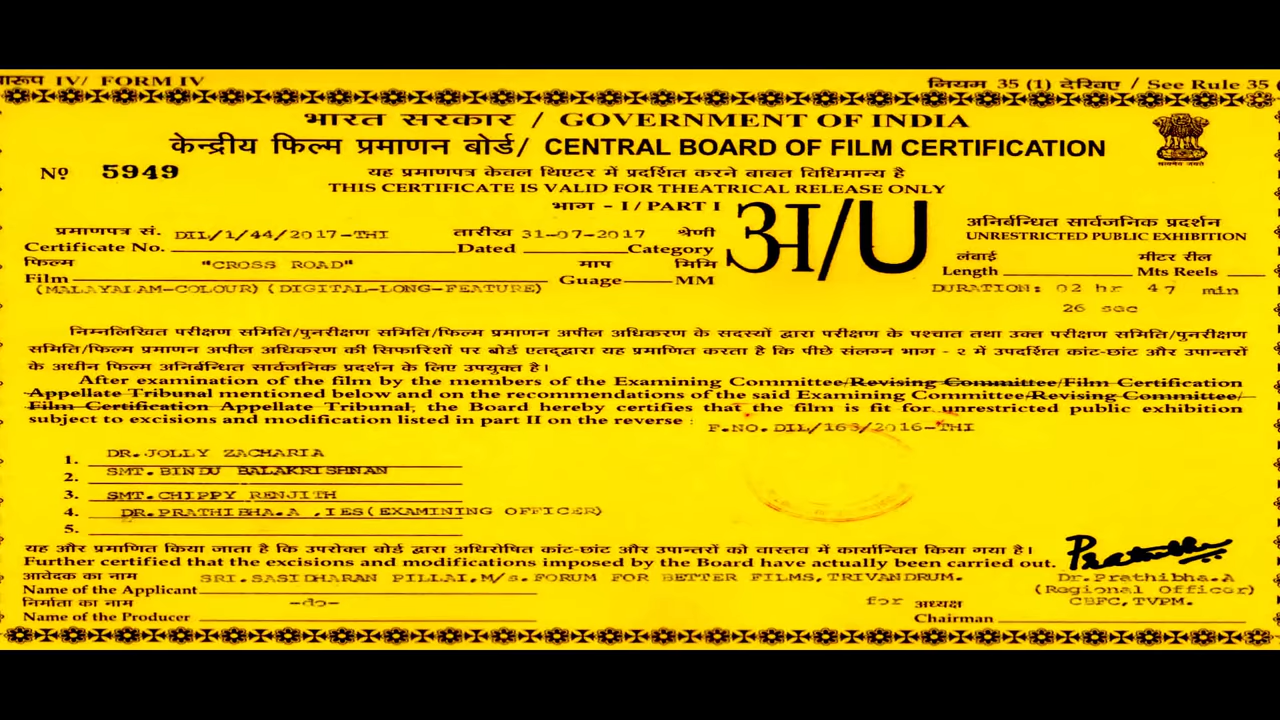 IV/ FORM IV
नियम 35 (1) देखिए / See Rule 35
भारत सरकार / GOVERNMENT OF INDIA
केन्द्रीय फिल्म प्रमाणन बोर्ड/ CENTRAL BOARD OF FILM CERTIFICATION
सत्यमेव जयते
Nº 5949
यह प्रमाणपत्र केवल थिएटर में प्रदर्शित करने बाबत विधिमान्य है
THIS CERTIFICATE IS VALID FOR THEATRICAL RELEASE ONLY
भाग - I / PART I
प्रमाणपत्र सं. DIL/1/44/2017-THI तारीख 31-07-2017 श्रेणी
Certificate No. Dated Category
अ/U
अनिर्बन्धित सार्वजनिक प्रदर्शन
UNRESTRICTED PUBLIC EXHIBITION
फिल्म "CROSS ROAD" माप मिमि
Film Guage MM
(MALAYALAM-COLOUR) (DIGITAL-LONG-FEATURE)
लंवाई मीटर रील
Length Mts Reels
DURATION: 02 hr 47 min
26 sec
निम्नलिखित परीक्षण समिति/पुनरीक्षण समिति/फिल्म प्रमाणन अपील अधिकरण के सदस्यों द्वारा परीक्षण के पश्चात तथा उक्त परीक्षण समिति/पुनरीक्षण
समिति/फिल्म प्रमाणन अपील अधिकरण की सिफारिशों पर बोर्ड एतद्द्वारा यह प्रमाणित करता है कि पीछे संलग्न भाग - २ में उपदर्शित कांट-छांट और उपान्तरों
के अधीन फिल्म अनिर्बन्धित सार्वजनिक प्रदर्शन के लिए उपयुक्त है।
After examination of the film by the members of the Examining Committee/Revising Committee/Film Certification
Appellate Tribunal mentioned below and on the recommendations of the said Examining Committee/Revising Committee/
Film Certification Appellate Tribunal, the Board hereby certifies that the film is fit for unrestricted public exhibition
subject to excisions and modification listed in part II on the reverse : F.NO.DIL/163/2016-THI
1. DR.JOLLY ZACHARIA
2. SMT.BINDU BALAKRISHNAN
3. SMT.CHIPPY RENJITH
4. DR.PRATHIBHA.A ,IES(EXAMINING OFFICER)
5.
यह और प्रमाणित किया जाता है कि उपरोक्त बोर्ड द्वारा अधिरोपित कांट-छांट और उपान्तरों को वास्तव में कार्यान्वित किया गया है।
Further certified that the excisions and modifications imposed by the Board have actually been carried out.
आवेदक का नाम SRI.SASIDHARAN PILLAI,M/s.FORUM FOR BETTER FILMS,TRIVANDRUM.
Name of the Applicant
निर्माता का नाम -do-
Name of the Producer
Dr.Prathibha.A
(Regional Officer)
for अध्यक्ष CBFC,TVPM.
Chairman